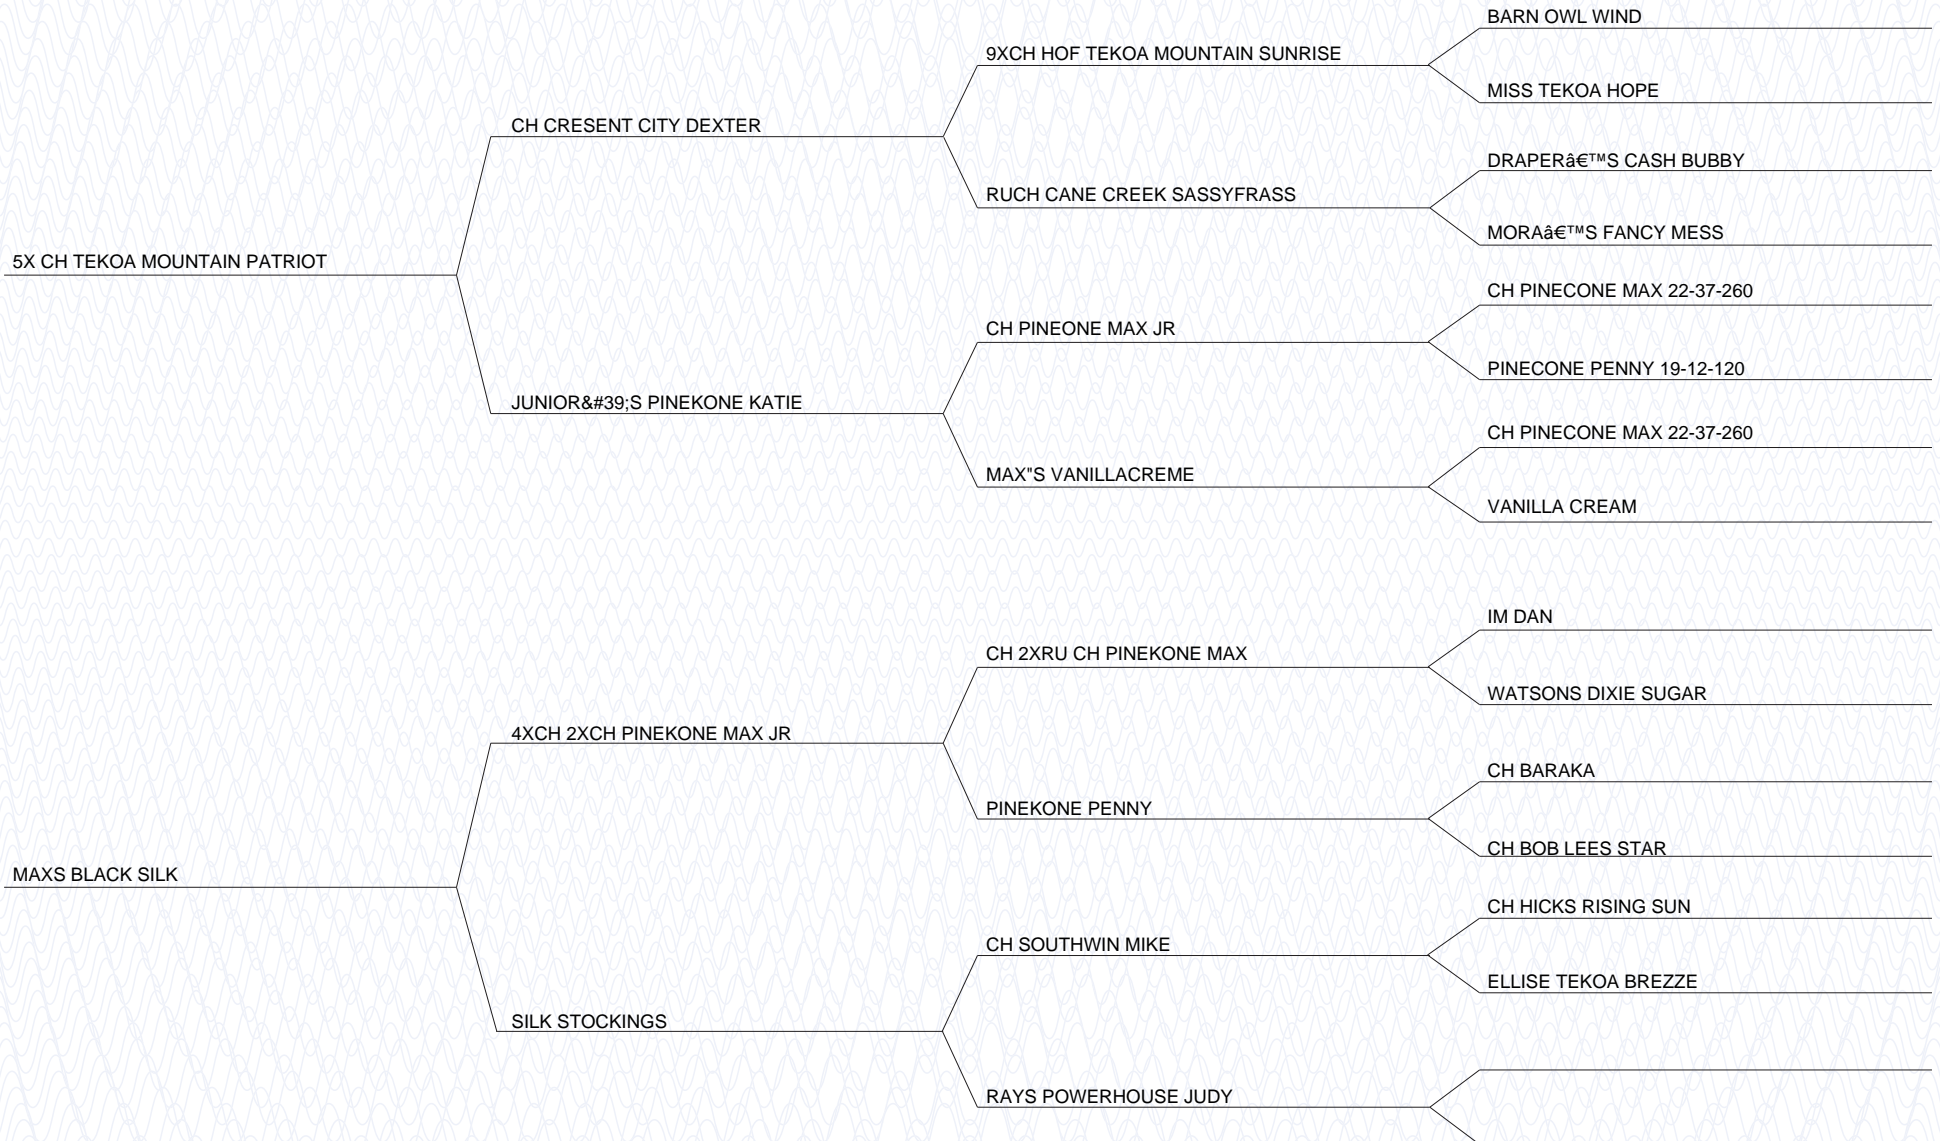 BARN OWL WIND
9XCH HOF TEKOA MOUNTAIN SUNRISE
MISS TEKOA HOPE
CH CRESENT CITY DEXTER
DRAPER’S CASH BUBBY
RUCH CANE CREEK SASSYFRASS
MORA’S FANCY MESS
5X CH TEKOA MOUNTAIN PATRIOT
CH PINECONE MAX 22-37-260
CH PINEONE MAX JR
PINECONE PENNY 19-12-120
JUNIOR&#39;S PINEKONE KATIE
CH PINECONE MAX 22-37-260
MAX"S VANILLACREME
VANILLA CREAM
IM DAN
CH 2XRU CH PINEKONE MAX
WATSONS DIXIE SUGAR
4XCH 2XCH PINEKONE MAX JR
CH BARAKA
PINEKONE PENNY
CH BOB LEES STAR
MAXS BLACK SILK
CH HICKS RISING SUN
CH SOUTHWIN MIKE
ELLISE TEKOA BREZZE
SILK STOCKINGS
RAYS POWERHOUSE JUDY